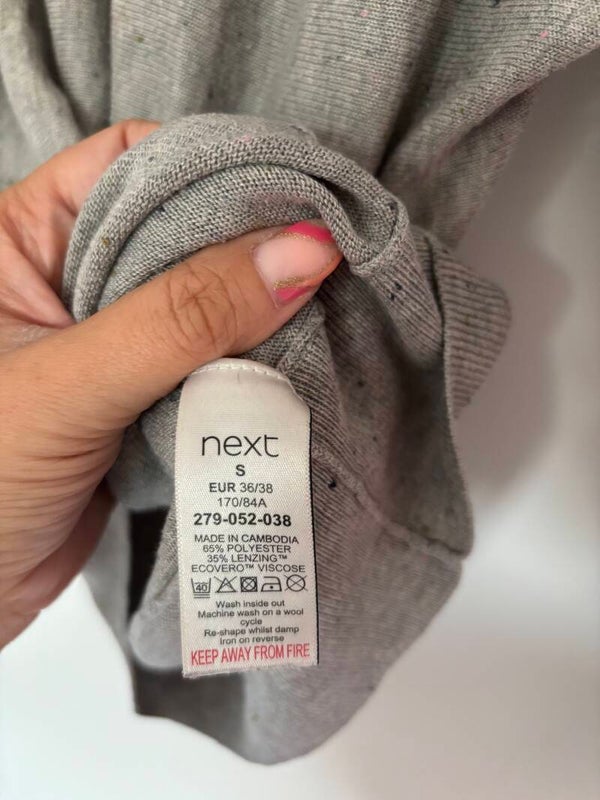 next
S
EUR 36/38
170/84A
279-052-038
MADE IN CAMBODIA
65% POLYESTER
35% LENZING™
ECOVERO™ VISCOSE
40
Wash inside out
Machine wash on a wool
cycle
Re-shape whilst damp
Iron on reverse
KEEP AWAY FROM FIRE